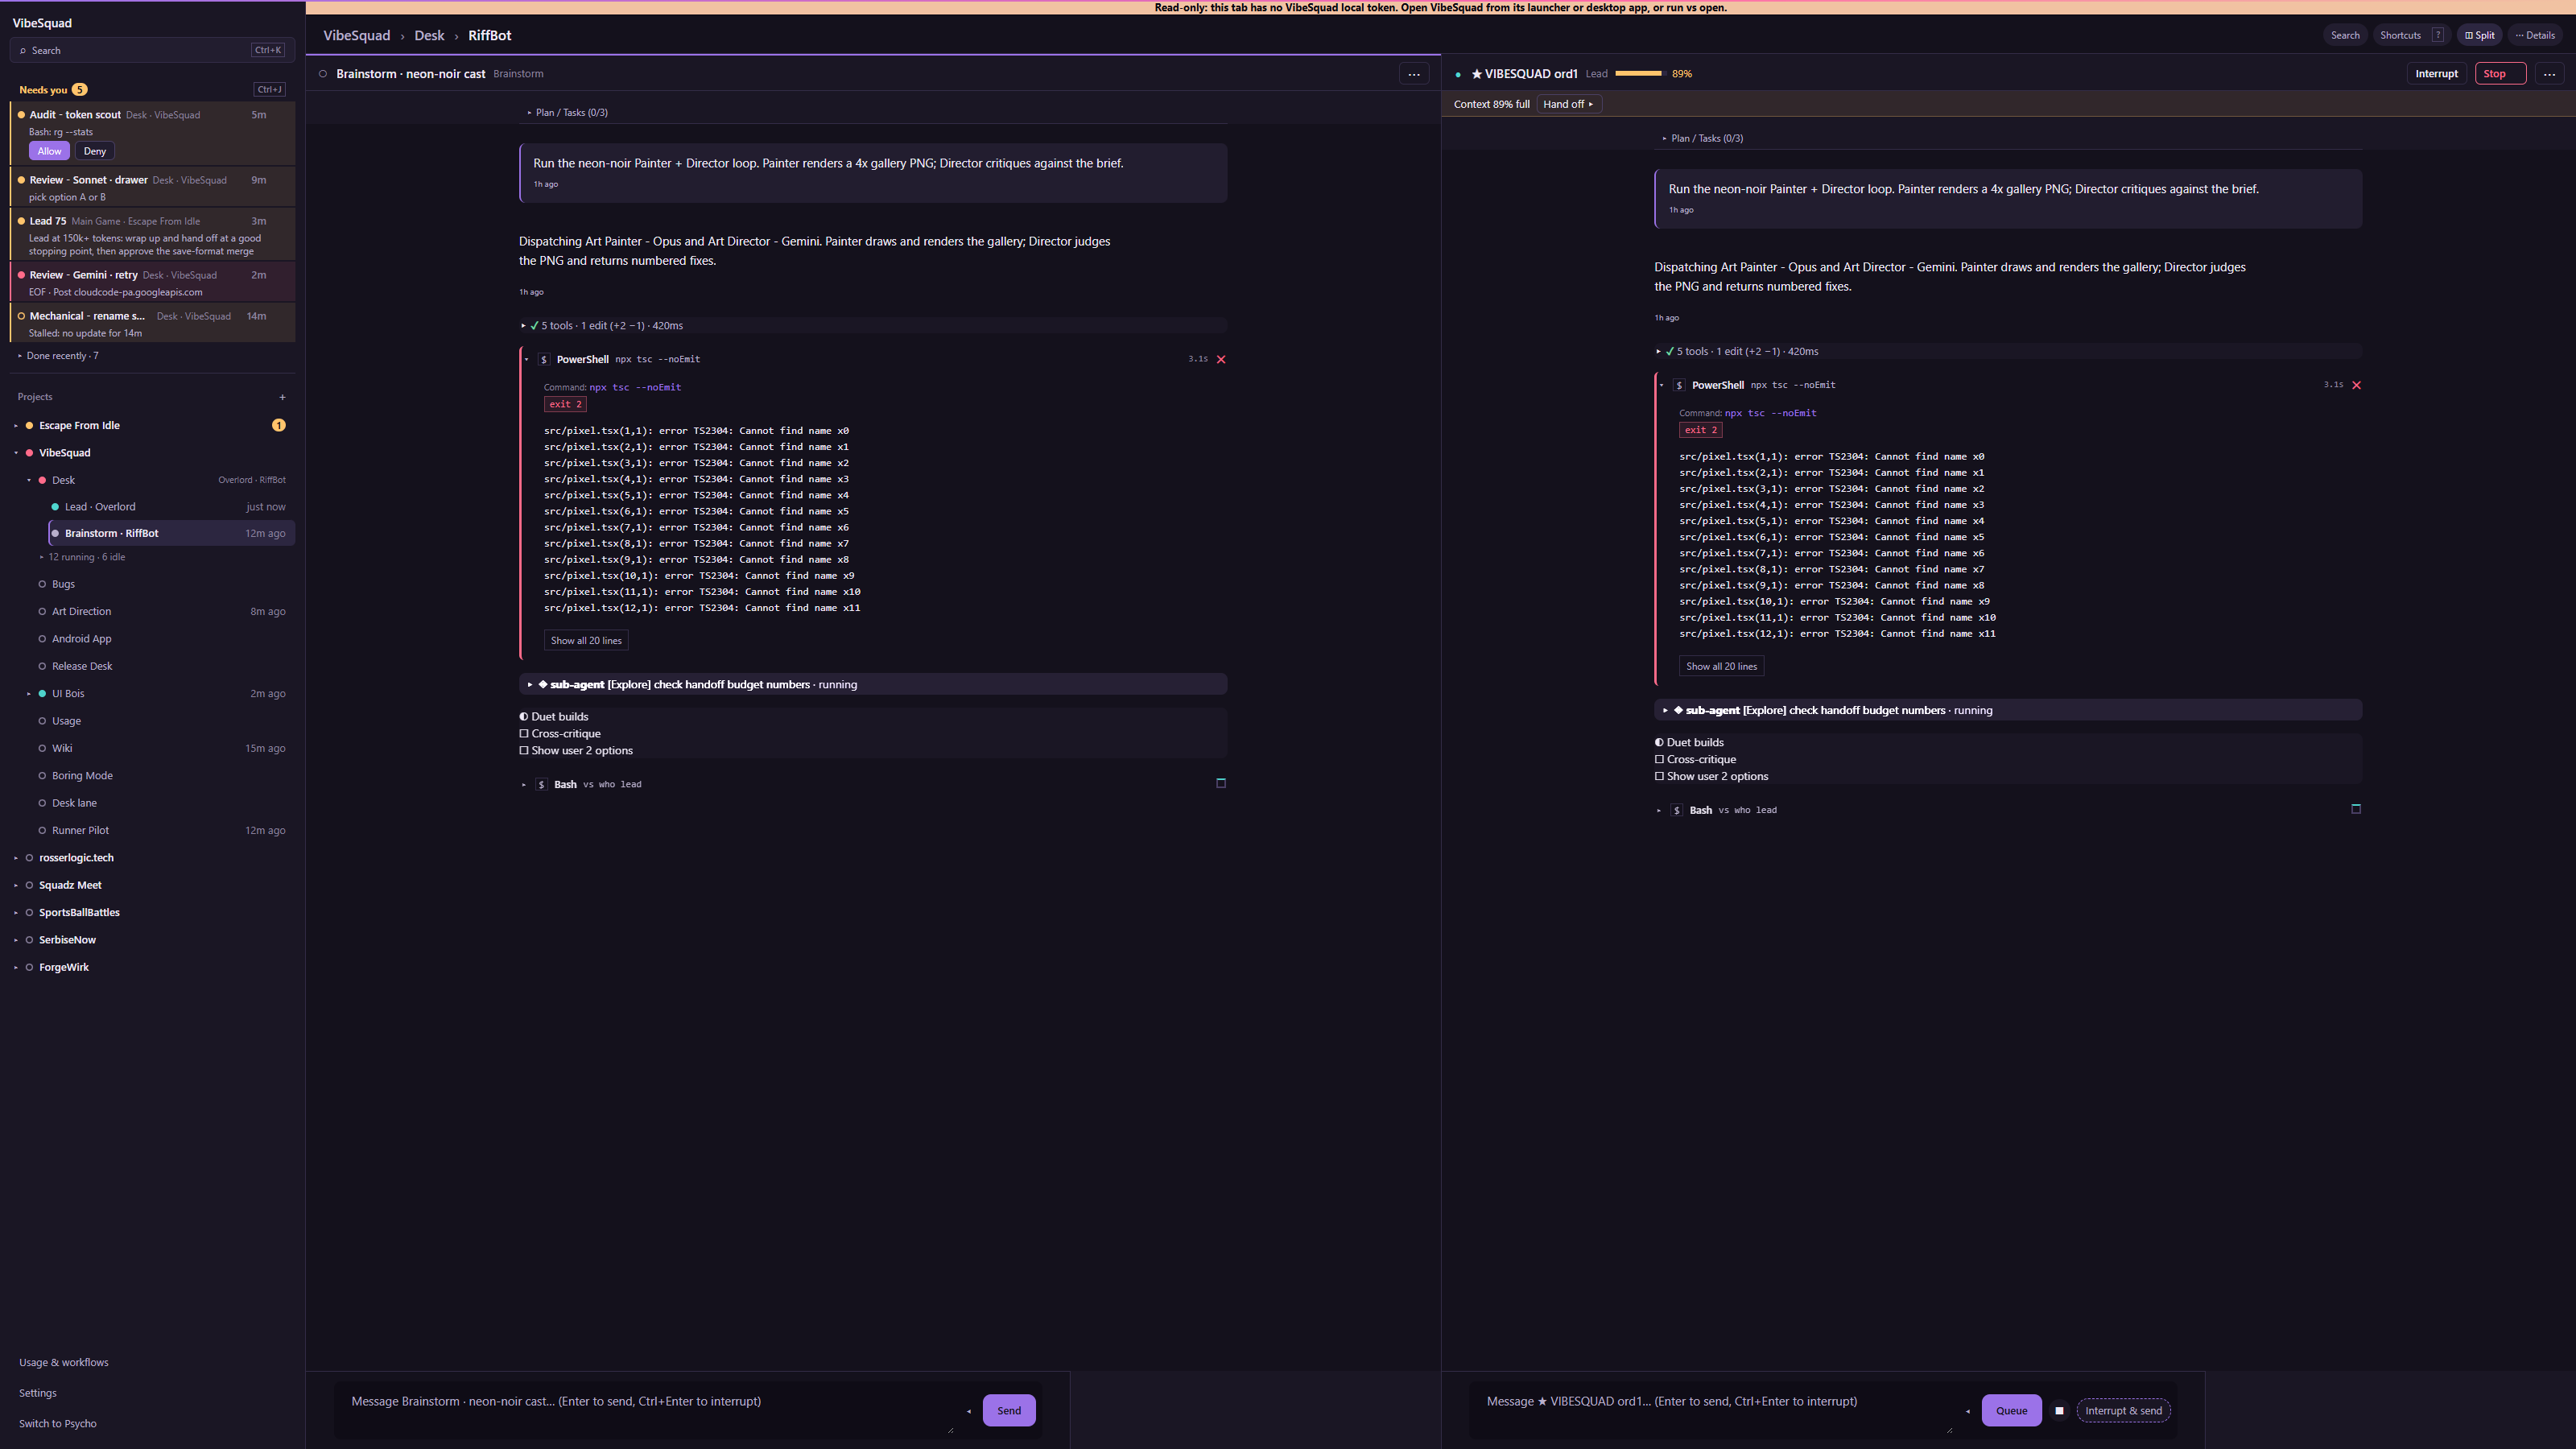 Read-only: this tab has no VibeSquad local token. Open VibeSquad from its launcher or desktop app, or run vs open.
VibeSquad
Search Ctrl+K
Needs you 5 Ctrl+J
Audit - token scout Desk · VibeSquad 5m
Bash: rg --stats
Allow Deny
Review - Sonnet · drawer Desk · VibeSquad 9m
pick option A or B
Lead 75 Main Game · Escape From Idle 3m
Lead at 150k+ tokens: wrap up and hand off at a good
stopping point, then approve the save-format merge
Review - Gemini · retry Desk · VibeSquad 2m
EOF · Post cloudcode-pa.googleapis.com
Mechanical - rename s... Desk · VibeSquad 14m
Stalled: no update for 14m
Done recently · 7
Projects +
Escape From Idle 1
VibeSquad
Desk Overlord · RiffBot
Lead · Overlord just now
Brainstorm · RiffBot 12m ago
12 running · 6 idle
Bugs
Art Direction 8m ago
Android App
Release Desk
UI Bois 2m ago
Usage
Wiki 15m ago
Boring Mode
Desk lane
Runner Pilot 12m ago
rosserlogic.tech
Squadz Meet
SportsBallBattles
SerbiseNow
ForgeWirk
Usage & workflows
Settings
Switch to Psycho
VibeSquad › Desk › RiffBot
Search Shortcuts ? Split ··· Details
Brainstorm · neon-noir cast Brainstorm ...
Plan / Tasks (0/3)
Run the neon-noir Painter + Director loop. Painter renders a 4x gallery PNG; Director critiques against the brief.
1h ago
Dispatching Art Painter - Opus and Art Director - Gemini. Painter draws and renders the gallery; Director judges
the PNG and returns numbered fixes.
1h ago
✓ 5 tools · 1 edit (+2 −1) · 420ms
$ PowerShell npx tsc --noEmit 3.1s ✕
Command: npx tsc --noEmit
exit 2
src/pixel.tsx(1,1): error TS2304: Cannot find name x0
src/pixel.tsx(2,1): error TS2304: Cannot find name x1
src/pixel.tsx(3,1): error TS2304: Cannot find name x2
src/pixel.tsx(4,1): error TS2304: Cannot find name x3
src/pixel.tsx(5,1): error TS2304: Cannot find name x4
src/pixel.tsx(6,1): error TS2304: Cannot find name x5
src/pixel.tsx(7,1): error TS2304: Cannot find name x6
src/pixel.tsx(8,1): error TS2304: Cannot find name x7
src/pixel.tsx(9,1): error TS2304: Cannot find name x8
src/pixel.tsx(10,1): error TS2304: Cannot find name x9
src/pixel.tsx(11,1): error TS2304: Cannot find name x10
src/pixel.tsx(12,1): error TS2304: Cannot find name x11
Show all 20 lines
◆ sub-agent [Explore] check handoff budget numbers · running
◐ Duet builds
☐ Cross-critique
☐ Show user 2 options
$ Bash vs who lead
Message Brainstorm · neon-noir cast... (Enter to send, Ctrl+Enter to interrupt)
Send
★ VIBESQUAD ord1 Lead 89% Interrupt Stop ...
Context 89% full Hand off ▸
Plan / Tasks (0/3)
Run the neon-noir Painter + Director loop. Painter renders a 4x gallery PNG; Director critiques against the brief.
1h ago
Dispatching Art Painter - Opus and Art Director - Gemini. Painter draws and renders the gallery; Director judges
the PNG and returns numbered fixes.
1h ago
✓ 5 tools · 1 edit (+2 −1) · 420ms
$ PowerShell npx tsc --noEmit 3.1s ✕
Command: npx tsc --noEmit
exit 2
src/pixel.tsx(1,1): error TS2304: Cannot find name x0
src/pixel.tsx(2,1): error TS2304: Cannot find name x1
src/pixel.tsx(3,1): error TS2304: Cannot find name x2
src/pixel.tsx(4,1): error TS2304: Cannot find name x3
src/pixel.tsx(5,1): error TS2304: Cannot find name x4
src/pixel.tsx(6,1): error TS2304: Cannot find name x5
src/pixel.tsx(7,1): error TS2304: Cannot find name x6
src/pixel.tsx(8,1): error TS2304: Cannot find name x7
src/pixel.tsx(9,1): error TS2304: Cannot find name x8
src/pixel.tsx(10,1): error TS2304: Cannot find name x9
src/pixel.tsx(11,1): error TS2304: Cannot find name x10
src/pixel.tsx(12,1): error TS2304: Cannot find name x11
Show all 20 lines
◆ sub-agent [Explore] check handoff budget numbers · running
◐ Duet builds
☐ Cross-critique
☐ Show user 2 options
$ Bash vs who lead
Message ★ VIBESQUAD ord1... (Enter to send, Ctrl+Enter to interrupt)
Queue Interrupt & send